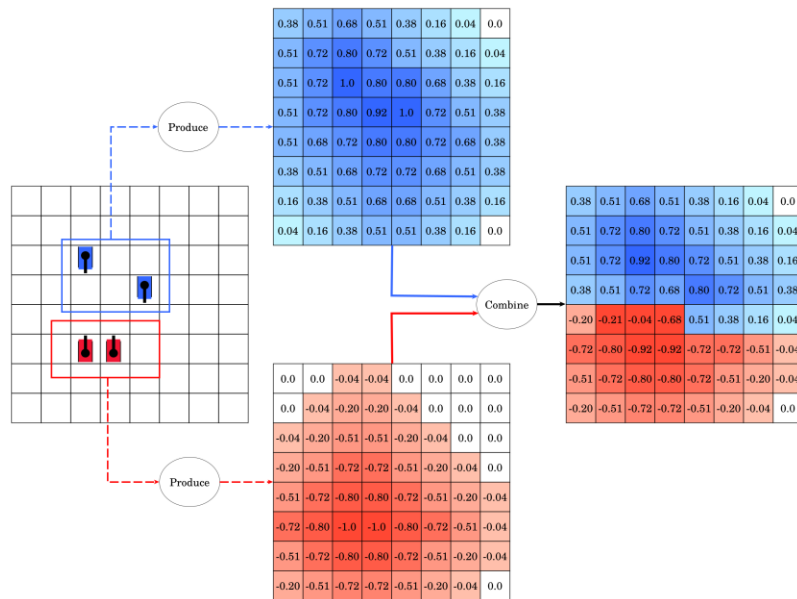 0.38 0.51 0.68 0.51 0.38 0.16 0.04 0.0
0.51 0.72 0.80 0.72 0.51 0.38 0.16 0.04
0.51 0.72 1.0 0.80 0.80 0.68 0.38 0.16
0.51 0.72 0.80 0.92 1.0 0.72 0.51 0.38
0.51 0.68 0.72 0.80 0.80 0.72 0.68 0.38
0.38 0.51 0.68 0.72 0.72 0.68 0.51 0.38
0.16 0.38 0.51 0.68 0.68 0.51 0.38 0.16
0.04 0.16 0.38 0.51 0.51 0.38 0.16 0.0
Produce
Combine
0.38 0.51 0.68 0.51 0.38 0.16 0.04 0.0
0.51 0.72 0.80 0.72 0.51 0.38 0.16 0.04
0.51 0.72 0.92 0.80 0.72 0.51 0.38 0.16
0.38 0.51 0.72 0.68 0.80 0.72 0.51 0.38
-0.20 -0.21 -0.04 -0.68 0.51 0.38 0.16 0.04
-0.72 -0.80 -0.92 -0.92 -0.72 -0.72 -0.51 -0.04
-0.51 -0.72 -0.80 -0.80 -0.72 -0.51 -0.20 -0.04
-0.20 -0.51 -0.72 -0.72 -0.51 -0.20 -0.04 0.0
Produce
0.0 0.0 -0.04 -0.04 0.0 0.0 0.0 0.0
0.0 -0.04 -0.20 -0.20 -0.04 0.0 0.0 0.0
-0.04 -0.20 -0.51 -0.51 -0.20 -0.04 0.0 0.0
-0.20 -0.51 -0.72 -0.72 -0.51 -0.20 -0.04 0.0
-0.51 -0.72 -0.80 -0.80 -0.72 -0.51 -0.20 -0.04
-0.72 -0.80 -1.0 -1.0 -0.80 -0.72 -0.51 -0.04
-0.51 -0.72 -0.80 -0.80 -0.72 -0.51 -0.20 -0.04
-0.20 -0.51 -0.72 -0.72 -0.51 -0.20 -0.04 0.0